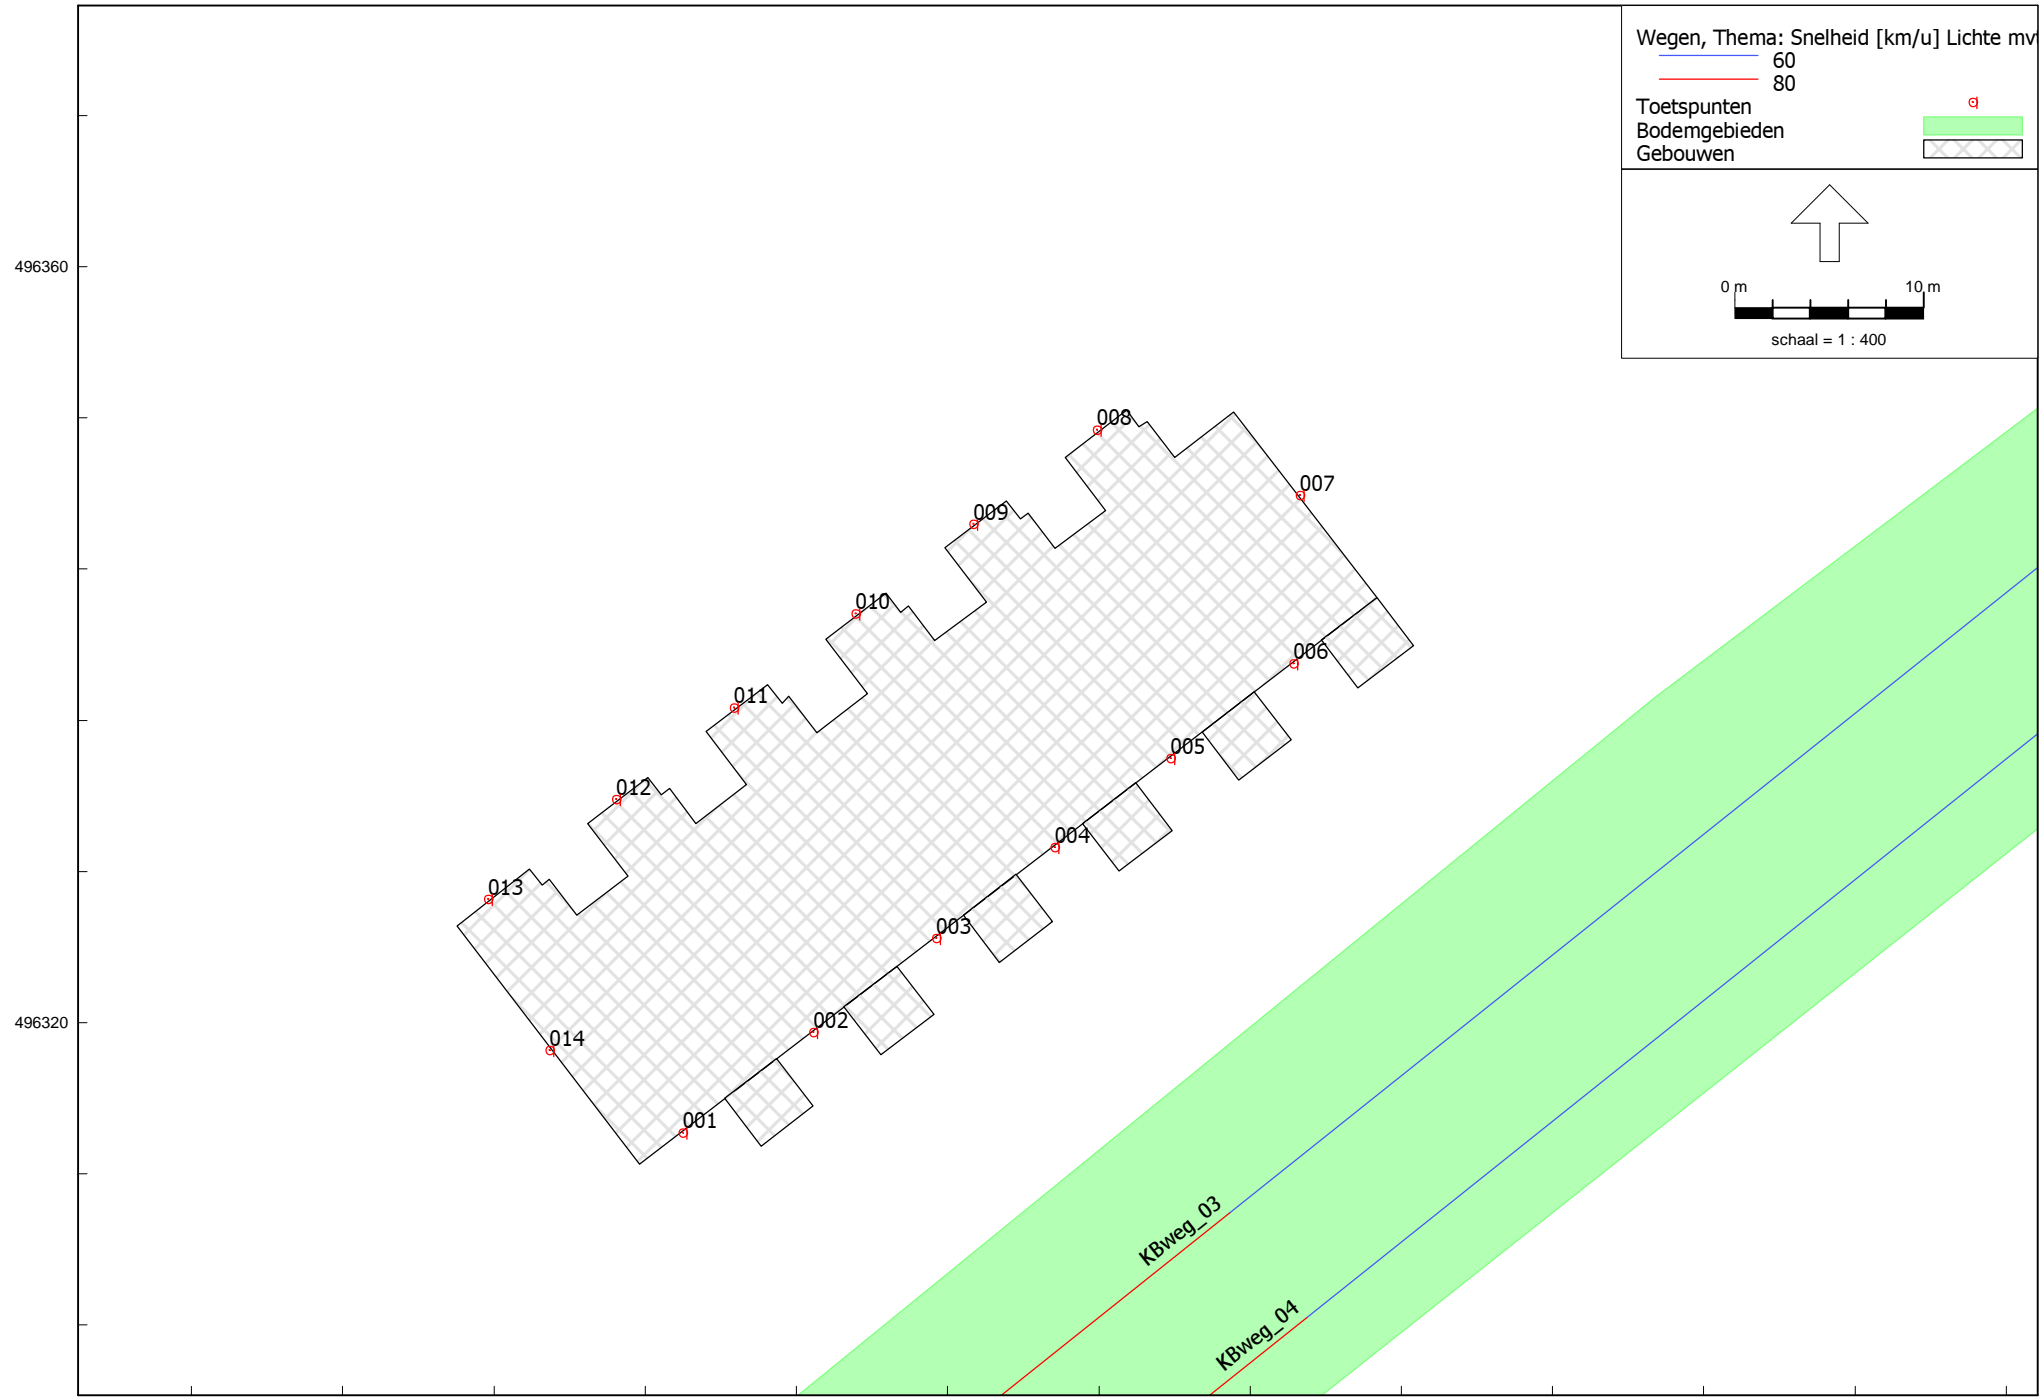 Wegen, Thema: Snelheid [km/u] Lichte mv
60
80
Toetspunten
Bodemgebieden
Gebouwen
0 m 10 m
schaal = 1 : 400
496360
496320
008
007
009
010
006
011
005
012
004
013
003
002
014
001
KBweg_03
KBweg_04